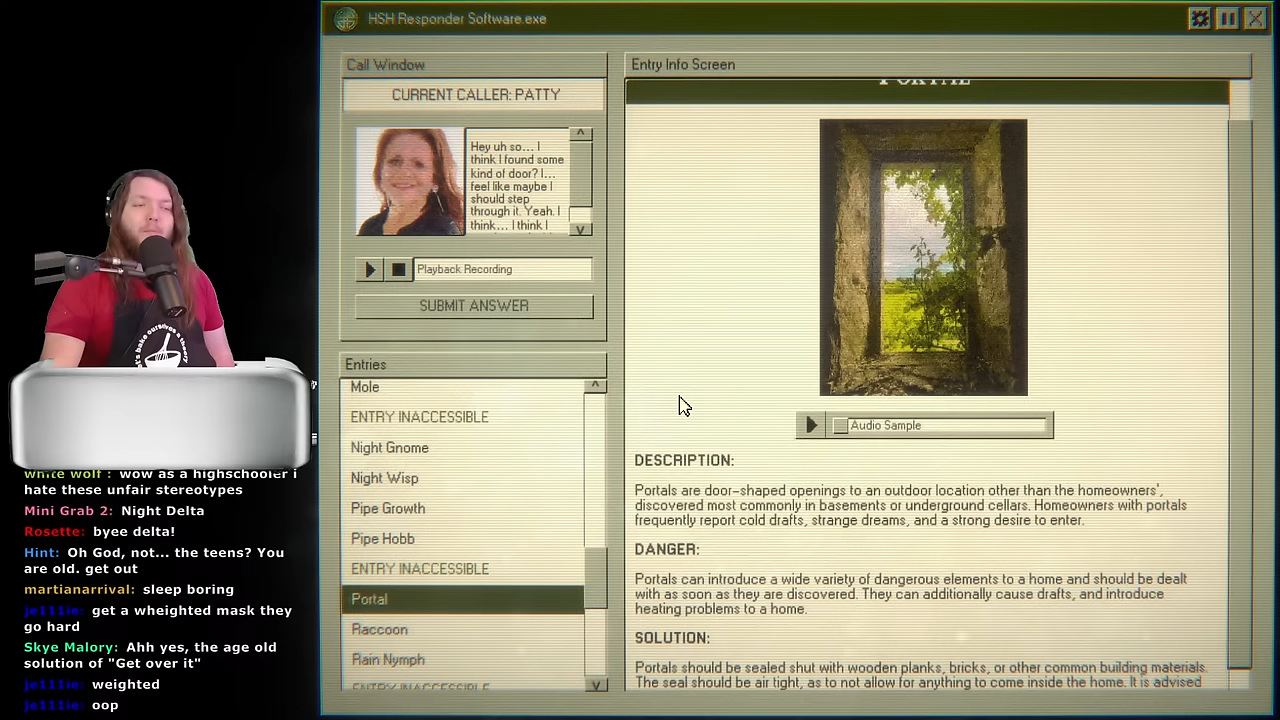 HSH Responder Software.exe
Call Window
CURRENT CALLER: PATTY
Hey uh so... I
think I found some
kind of door? I...
feel like maybe I
should step
through it. Yeah. I
think... I think I
Playback Recording
SUBMIT ANSWER
Entries
Mole
ENTRY INACCESSIBLE
Night Gnome
Night Wisp
Pipe Growth
Pipe Hobb
ENTRY INACCESSIBLE
Portal
Raccoon
Rain Nymph
ENTRY INACCESSIBLE
Entry Info Screen
PORTAL
Audio Sample
DESCRIPTION:
Portals are door-shaped openings to an outdoor location other than the homeowners',
discovered most commonly in basements or underground cellars. Homeowners with portals
frequently report cold drafts, strange dreams, and a strong desire to enter.
DANGER:
Portals can introduce a wide variety of dangerous elements to a home and should be dealt
with as soon as they are discovered. They can additionally cause drafts, and introduce
heating problems to a home.
SOLUTION:
Portals should be sealed shut with wooden planks, bricks, or other common building materials.
The seal should be air tight, as to not allow for anything to come inside the home. It is advised
white wolf : wow as a highschooler i
hate these unfair stereotypes
Mini Grab 2: Night Delta
Rosette: byee delta!
Hint: Oh God, not... the teens? You
are old. get out
martianarrival: sleep boring
je111ie: get a wheighted mask they
go hard
Skye Malory: Ahh yes, the age old
solution of "Get over it"
je111ie: weighted
je111ie: oop